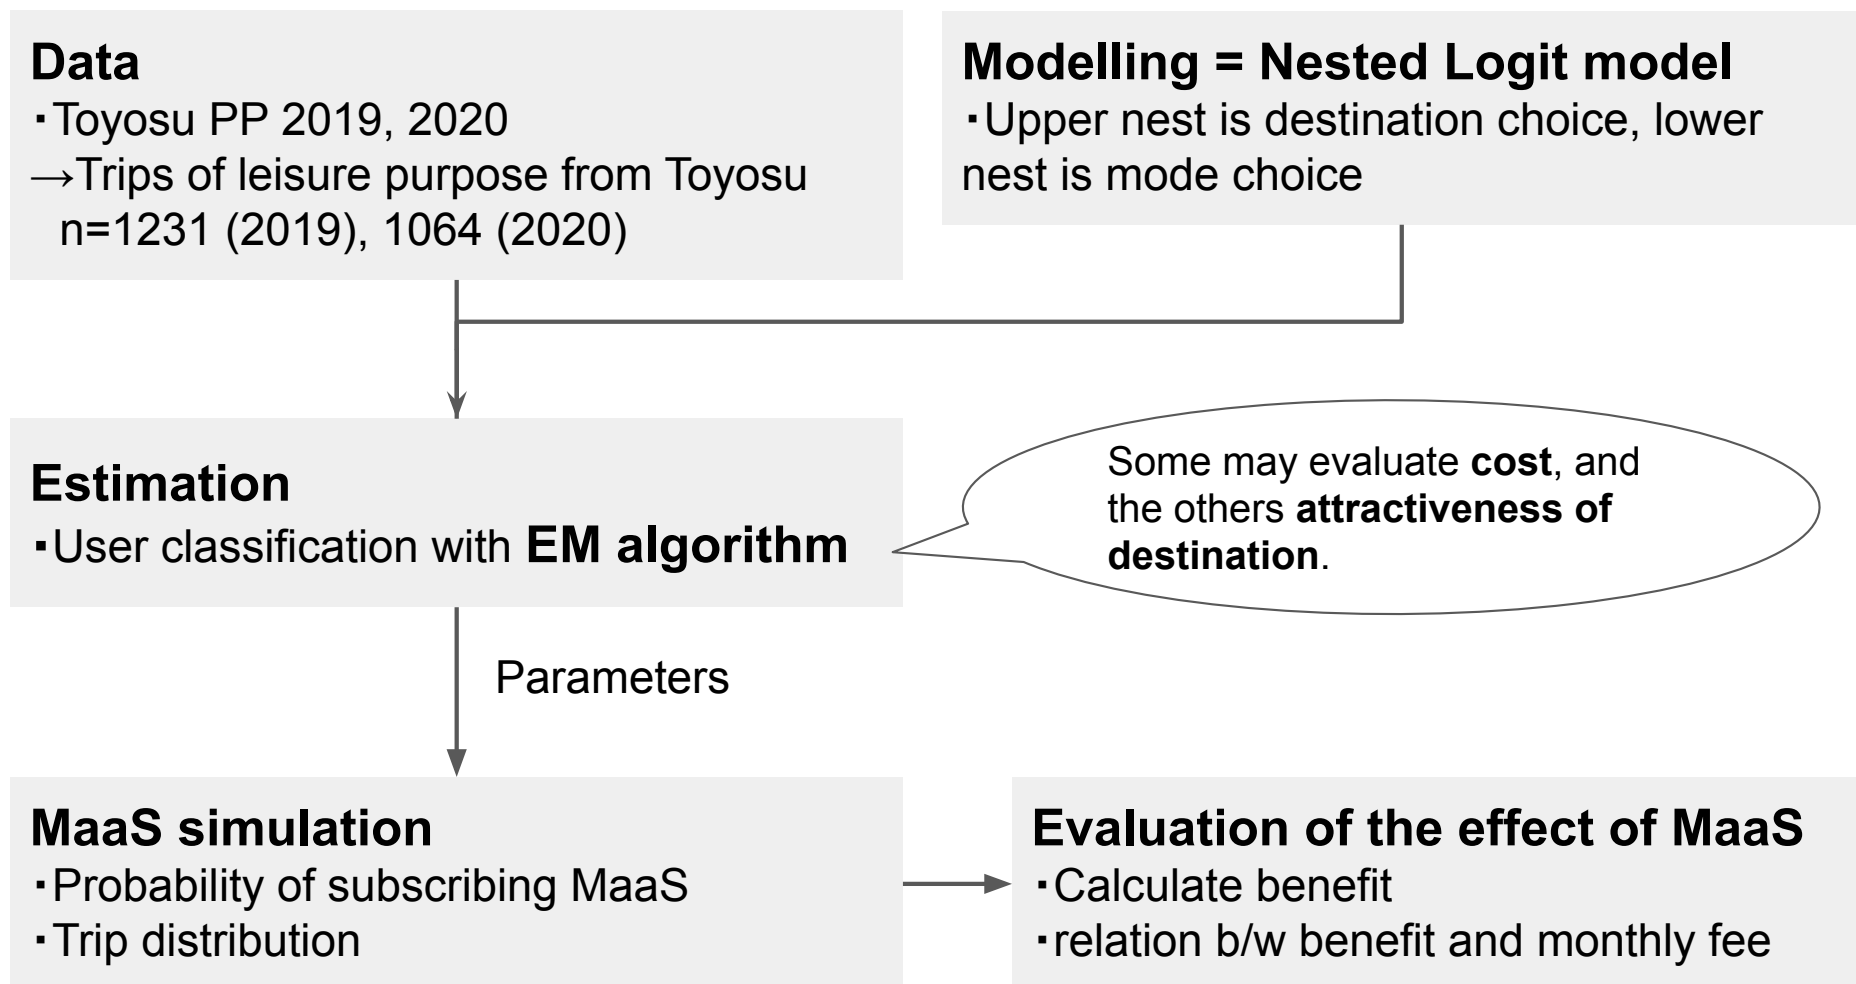 Data
・Toyosu PP 2019, 2020
→Trips of leisure purpose from Toyosu
n=1231 (2019), 1064 (2020)
Modelling = Nested Logit model
・Upper nest is destination choice, lower
nest is mode choice
Estimation
・User classification with EM algorithm
Some may evaluate cost, and
the others attractiveness of
destination.
Parameters
MaaS simulation
・Probability of subscribing MaaS
・Trip distribution
Evaluation of the effect of MaaS
・Calculate benefit
・relation b/w benefit and monthly fee